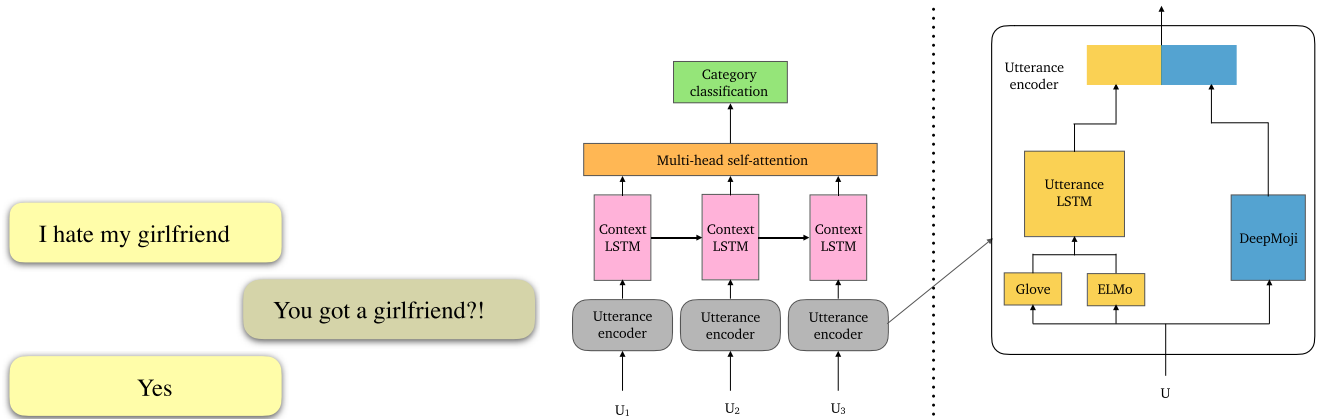 I hate my girlfriend
You got a girlfriend?!
Yes
Category
classification
Multi-head self-attention
Context
LSTM
Context
LSTM
Context
LSTM
Utterance
encoder
Utterance
encoder
Utterance
encoder
U1
U2
U3
Utterance
encoder
Utterance
LSTM
DeepMoji
Glove
ELMo
U